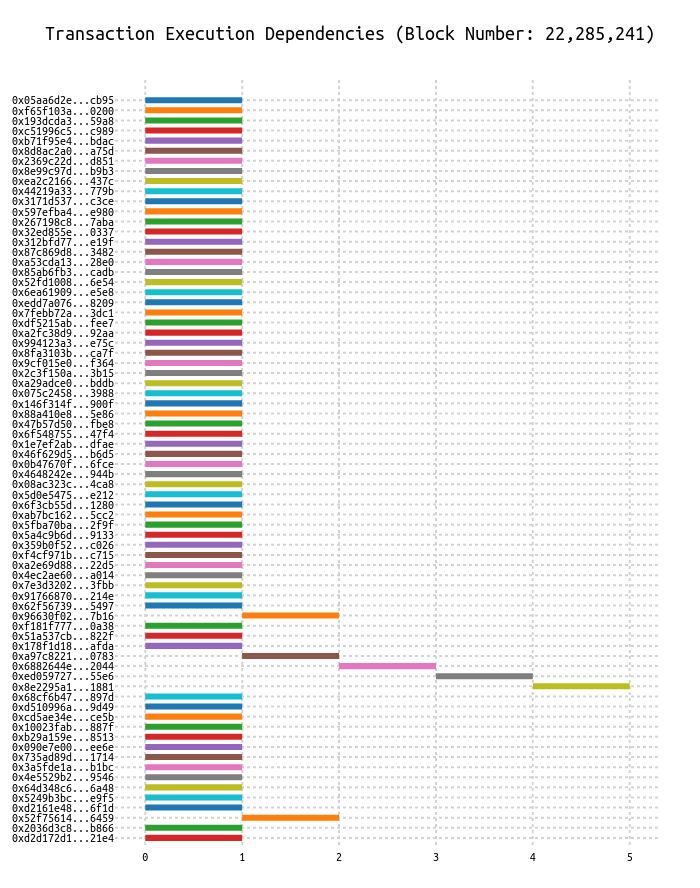 Transaction Execution Dependencies (Block Number: 22,285,241)
0x05aa6d2e...cb95
0xf65f103a...0200
0x193dcda3...59a8
0xc51996c5...c989
0xb71f95e4...bdac
0x8d8ac2a0...a75d
0x2369c22d...d851
0x8e99c97d...b9b3
0xea2c2166...437c
0x44219a33...779b
0x3171d537...c3ce
0x597efba4...e980
0x267198c8...7aba
0x32ed855e...0337
0x312bfd77...e19f
0x87c869d8...3482
0xa53cda13...28e0
0x85ab6fb3...cadb
0x52fd1008...6e54
0x6ea61909...e5e8
0xedd7a076...8209
0x7febb72a...3dc1
0xdf5215ab...fee7
0xa2fc38d9...92aa
0x994123a3...e75c
0x8fa3103b...ca7f
0x9cf015e0...f364
0x2c3f150a...3b15
0xa29adce0...bddb
0x075c2458...3988
0x146f314f...900f
0x88a410e8...5e86
0x47b57d50...fbe8
0x6f548755...47f4
0x1e7ef2ab...dfae
0x46f629d5...b6d5
0x0b47670f...6fce
0x4648242e...944b
0x08ac323c...4ca8
0x5d0e5475...e212
0x6f3cb55d...1280
0xab7bc162...5cc2
0x5fba70ba...2f9f
0x5a4c9b6d...9133
0x359b0f52...c026
0xf4cf971b...c715
0xa2e69d88...22d5
0x4ec2ae60...a014
0x7e3d3202...3fbb
0x91766870...214e
0x62f56739...5497
0x96630f02...7b16
0xf181f777...0a38
0x51a537cb...822f
0x178f1d18...afda
0xa97c8221...0783
0x6882644e...2044
0xed059727...55e6
0x8e2295a1...1881
0x68cf6b47...897d
0xd510996a...9d49
0xcd5ae34e...ce5b
0x10023fab...887f
0xb29a159e...8513
0x090e7e00...ee6e
0x735ad89d...1714
0x3a5fde1a...b1bc
0x4e5529b2...9546
0x64d348c6...6a48
0x5249b3bc...e9f5
0xd2161e48...6f1d
0x52f75614...6459
0x2036d3c8...b866
0xd2d172d1...21e4
0 1 2 3 4 5